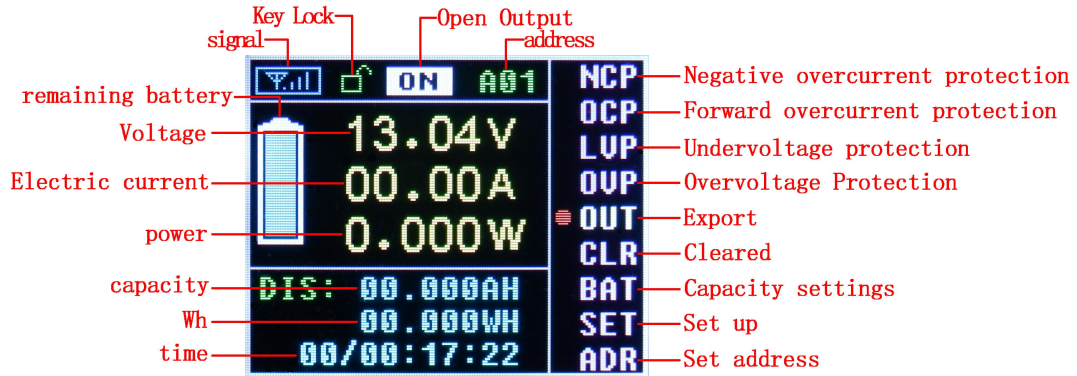 Key Lock
Open Output
signal
address
ON
A01
NCP
Negative overcurrent protection
remaining battery
OCP
Forward overcurrent protection
Voltage
13.04V
LVP
Undervoltage protection
Electric current
00.00A
OVP
Overvoltage Protection
OUT
Export
power
0.000W
CLR
Cleared
capacity
DIS: 00.000AH
BAT
Capacity settings
Wh
00.000WH
SET
Set up
time
00/00:17:22
ADR
Set address